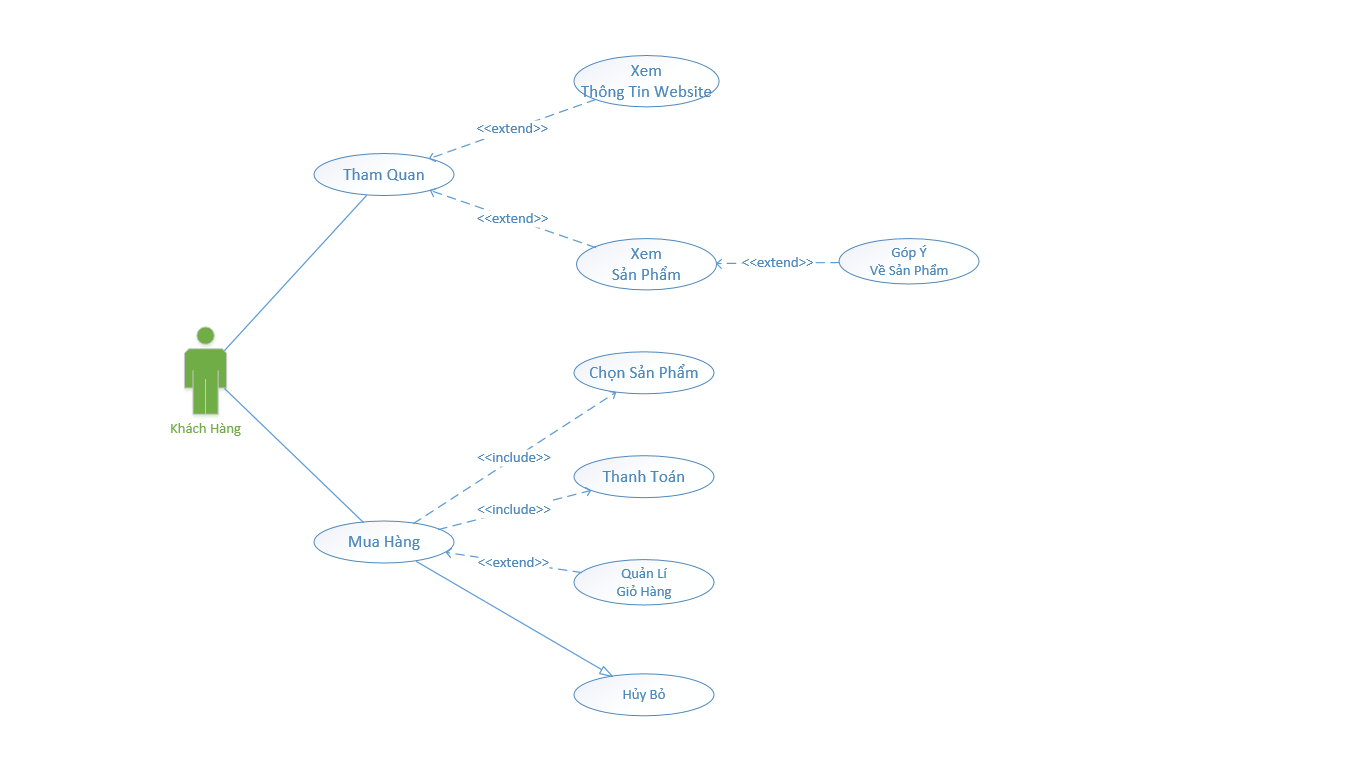 Xem
Thông Tin Website
<<extend>>
Tham Quan
<<extend>>
Xem
Sản Phẩm
<<extend>>
Góp Ý
Về Sản Phẩm
Chọn Sản Phẩm
Khách Hàng
<<include>>
Thanh Toán
<<include>>
Mua Hàng
<<extend>>
Quản Lí
Giỏ Hàng
Hủy Bỏ